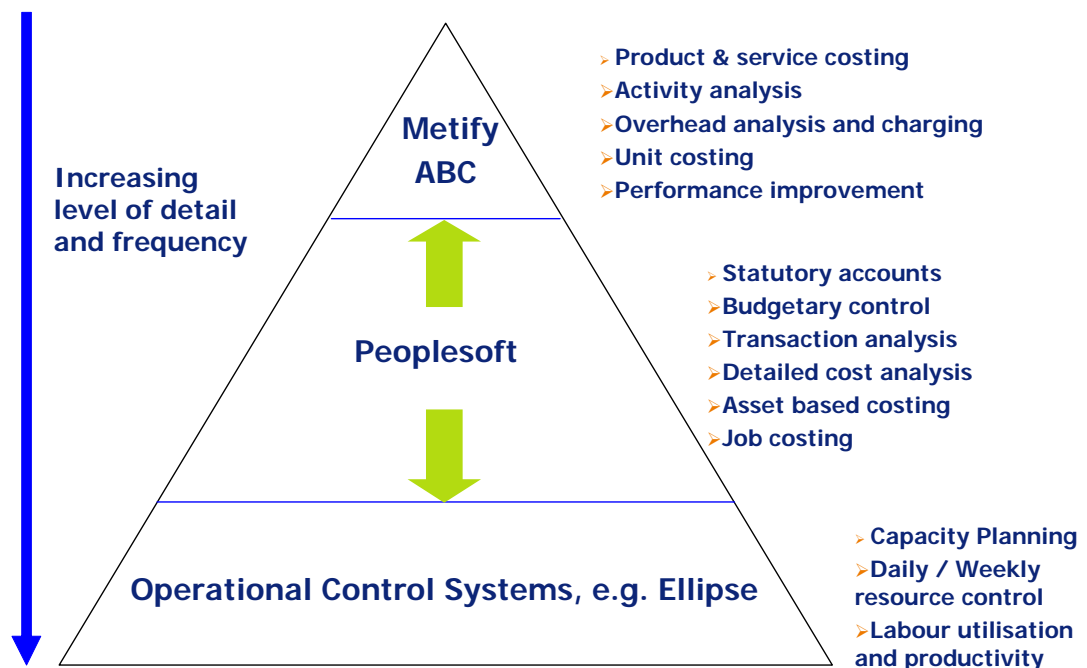 Increasing
level of detail
and frequency
Metify
ABC
➢Product & service costing
➢Activity analysis
➢Overhead analysis and charging
➢Unit costing
➢Performance improvement
Peoplesoft
➢Statutory accounts
➢Budgetary control
➢Transaction analysis
➢Detailed cost analysis
➢Asset based costing
➢Job costing
Operational Control Systems, e.g. Ellipse
➢Capacity Planning
➢Daily / Weekly
resource control
➢Labour utilisation
and productivity